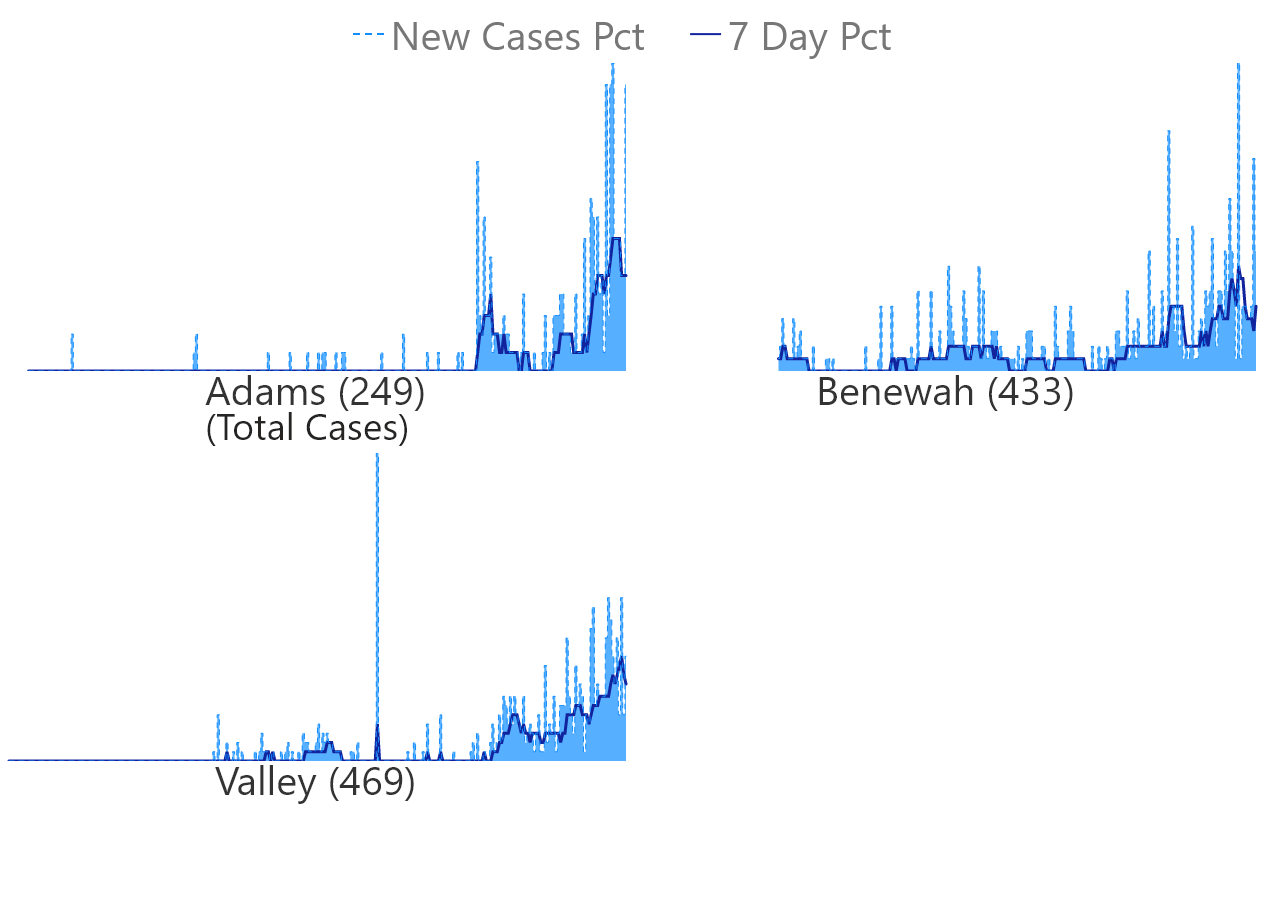 New Cases Pct 7 Day Pct
Adams (249)
(Total Cases)
Benewah (433)
Valley (469)